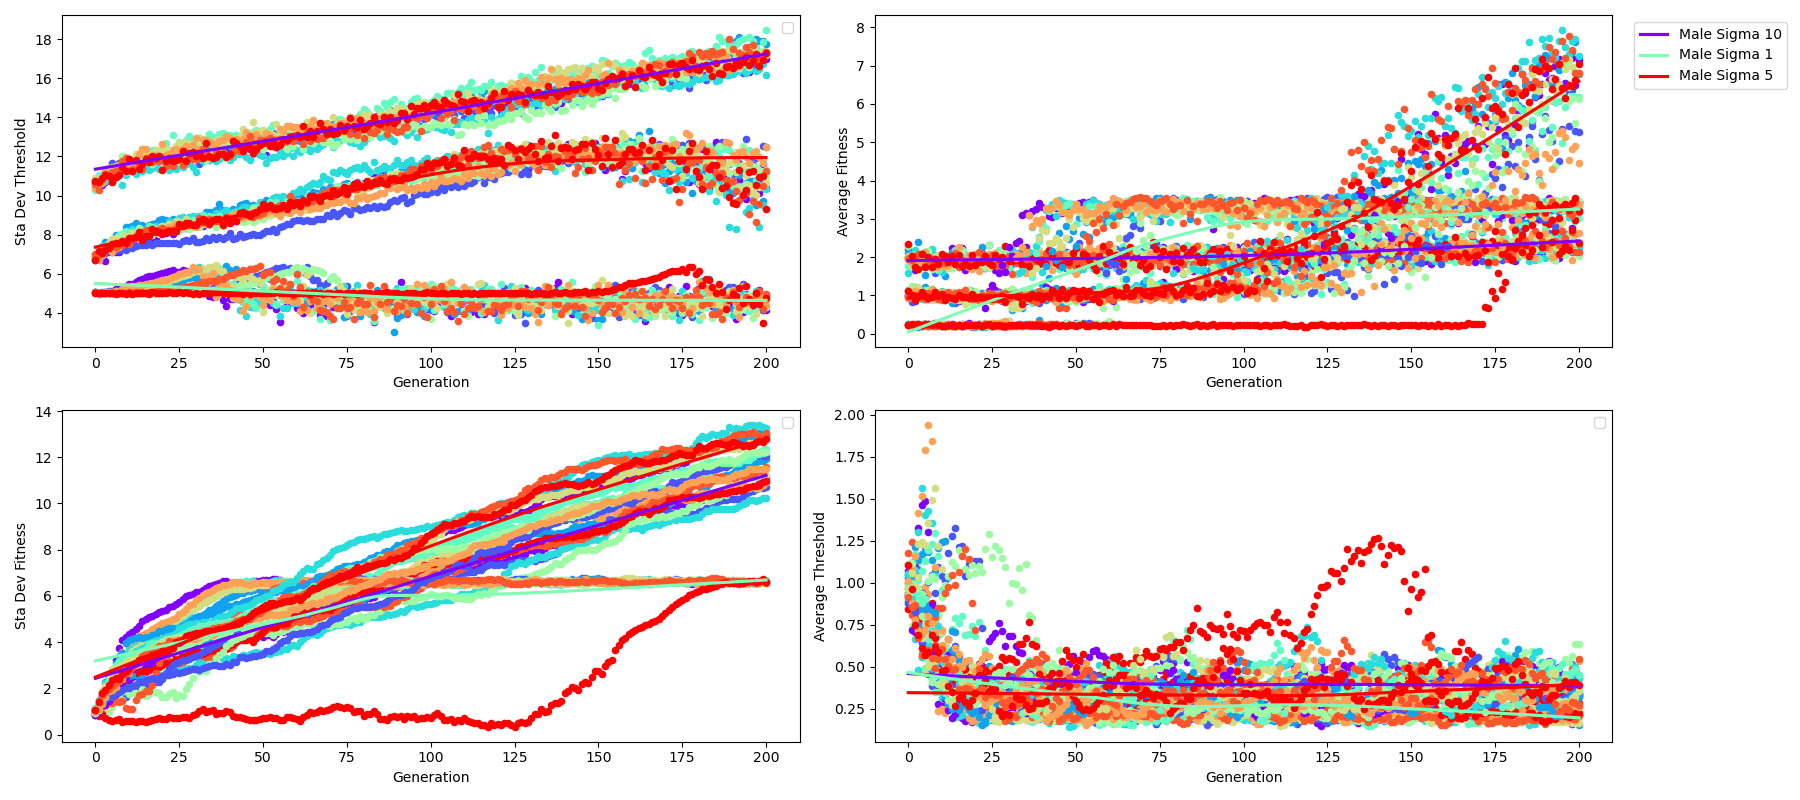 18
16
14
12
10
8
6
4
Sta Dev Threshold
0 25 50 75 100 125 150 175 200
Generation
8
7
6
5
4
3
2
1
0
Average Fitness
0 25 50 75 100 125 150 175 200
Generation
Male Sigma 10
Male Sigma 1
Male Sigma 5
14
12
10
8
6
4
2
0
Sta Dev Fitness
0 25 50 75 100 125 150 175 200
Generation
2.00
1.75
1.50
1.25
1.00
0.75
0.50
0.25
Average Threshold
0 25 50 75 100 125 150 175 200
Generation